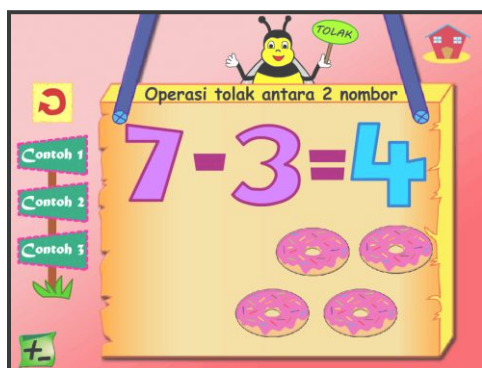 TOLAK
Operasi tolak antara 2 nombor
7-3=4
Contoh 1
Contoh 2
Contoh 3
+-